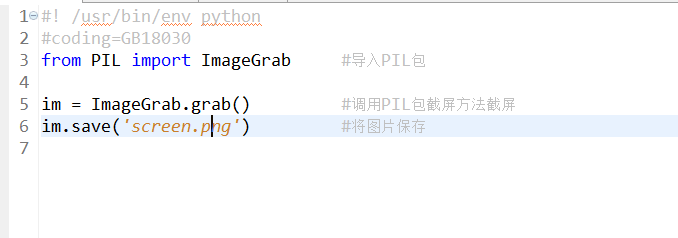 1 #! /usr/bin/env python
2 #coding=GB18030
3 from PIL import ImageGrab #导入PIL包
4
5 im = ImageGrab.grab() #调用PIL包截屏方法截屏
6 im.save('screen.png') #将图片保存
7